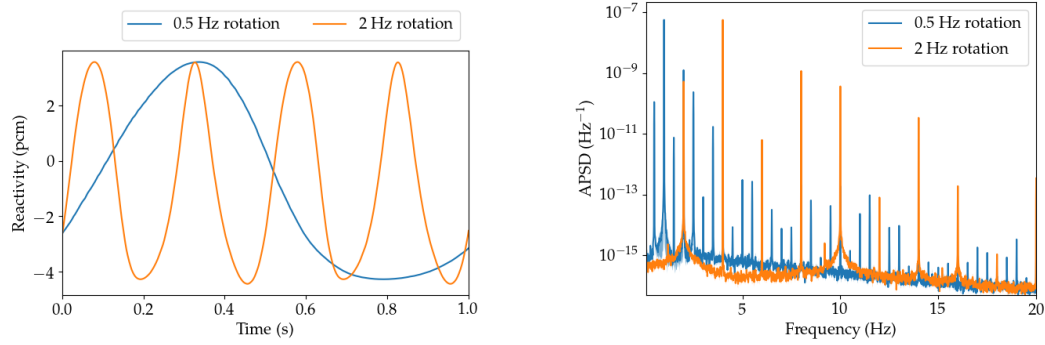 0.5 Hz rotation 2 Hz rotation
Reactivity (pcm)
2
0
−2
−4
0.0 0.2 0.4 0.6 0.8 1.0
Time (s)
0.5 Hz rotation
2 Hz rotation
APSD (Hz⁻¹)
10⁻⁷
10⁻⁹
10⁻¹¹
10⁻¹³
10⁻¹⁵
5 10 15 20
Frequency (Hz)